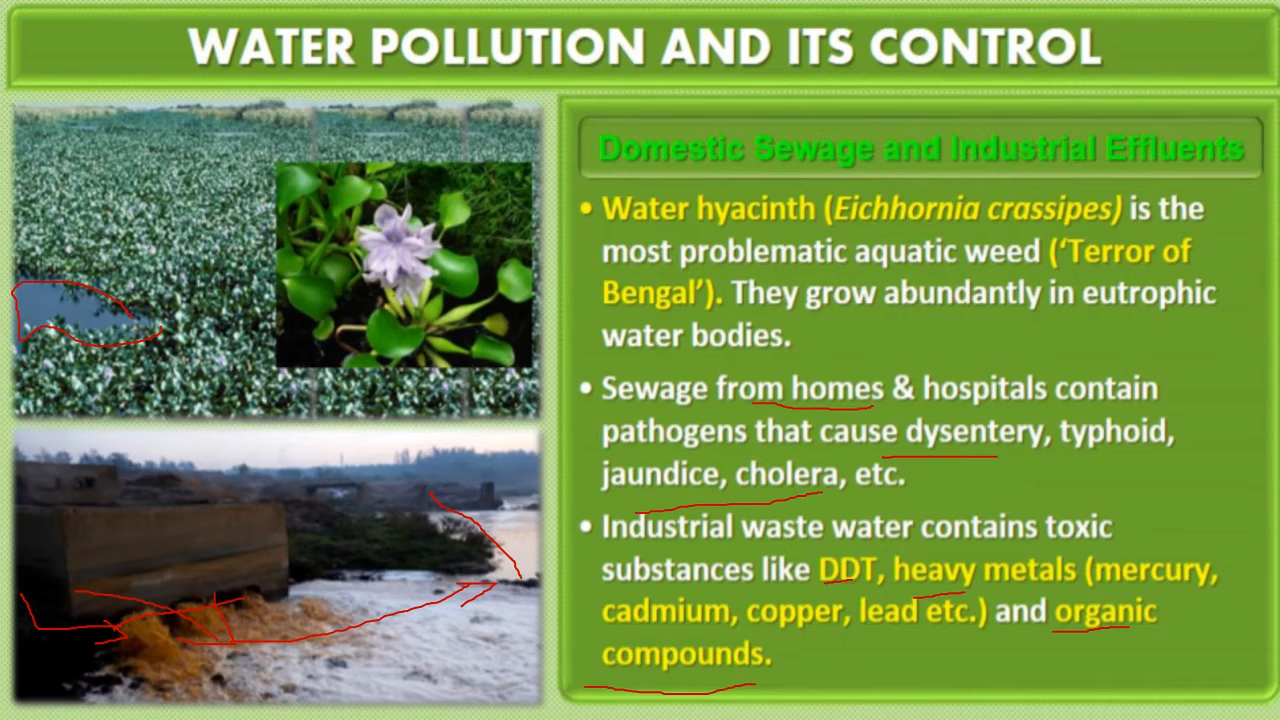 WATER POLLUTION AND ITS CONTROL
Domestic Sewage and Industrial Effluents
• Water hyacinth (Eichhornia crassipes) is the
most problematic aquatic weed (‘Terror of
Bengal’). They grow abundantly in eutrophic
water bodies.
• Sewage from homes & hospitals contain
pathogens that cause dysentery, typhoid,
jaundice, cholera, etc.
• Industrial waste water contains toxic
substances like DDT, heavy metals (mercury,
cadmium, copper, lead etc.) and organic
compounds.